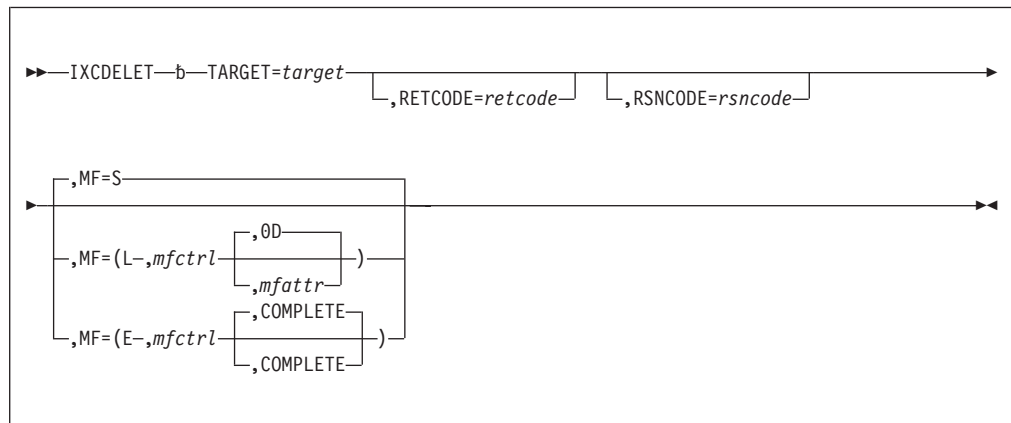 IXCDELET ƀ TARGET=target
,RETCODE=retcode ,RSNCODE=rsncode
,MF=S
,MF=(L ,mfctrl ,0D )
,mfattr
,MF=(E ,mfctrl ,COMPLETE )
,COMPLETE